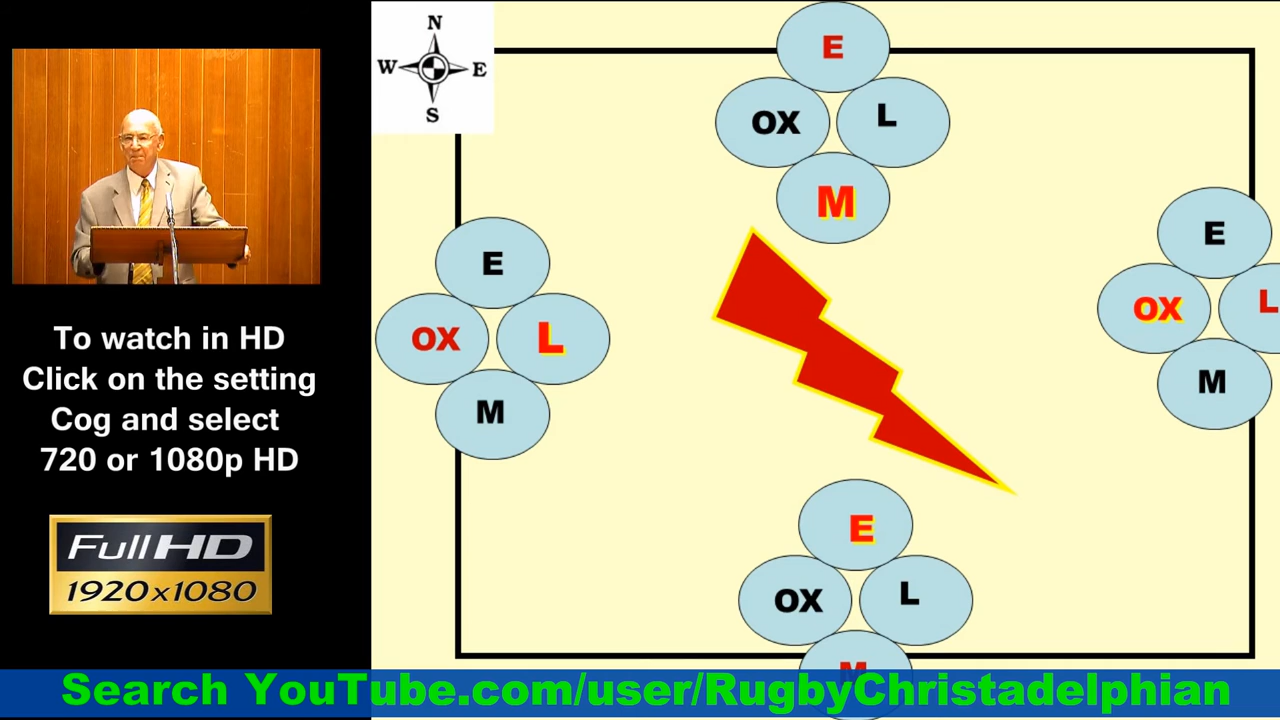 To watch in HD
Click on the setting
Cog and select
720 or 1080p HD
Full HD
1920x1080
N
W E
S
E
OX L
M
E
OX L
M
E
OX L
M
E
OX L
M
Search YouTube.com/user/RugbyChristadelphian